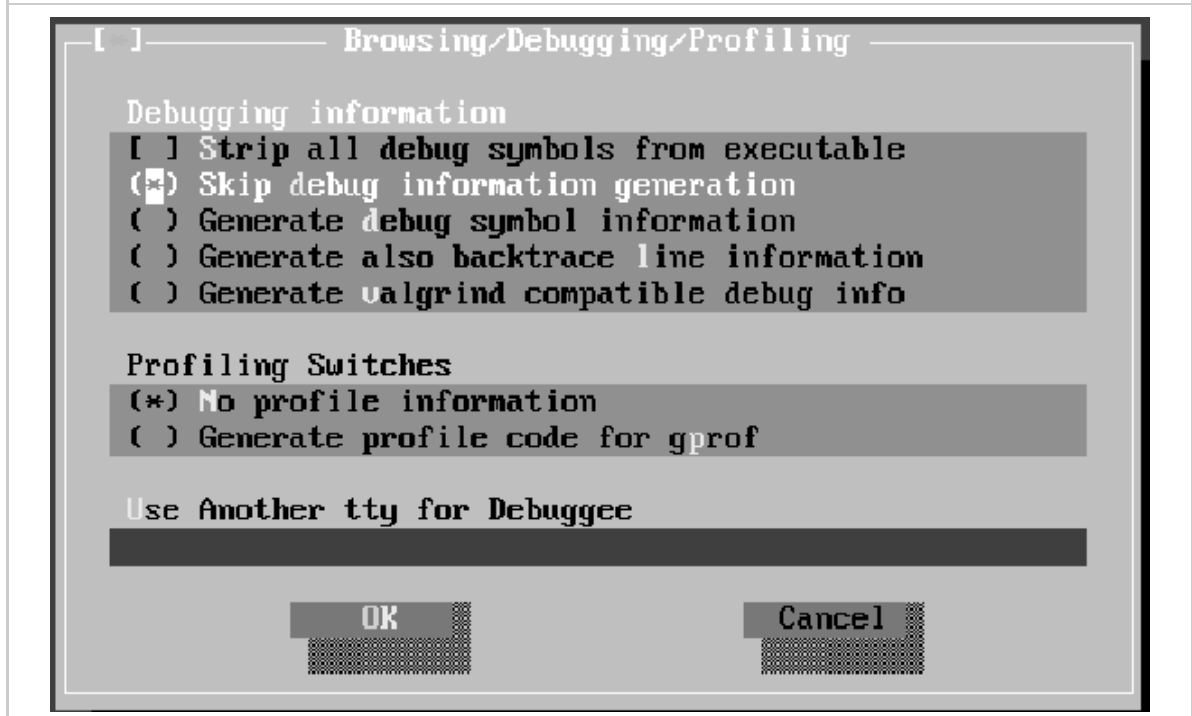 [*] Browsing/Debugging/Profiling
Debugging information
[ ] Strip all debug symbols from executable
(*) Skip debug information generation
( ) Generate debug symbol information
( ) Generate also backtrace line information
( ) Generate valgrind compatible debug info
Profiling Switches
(*) No profile information
( ) Generate profile code for gprof
Use Another tty for Debuggee
OK Cancel